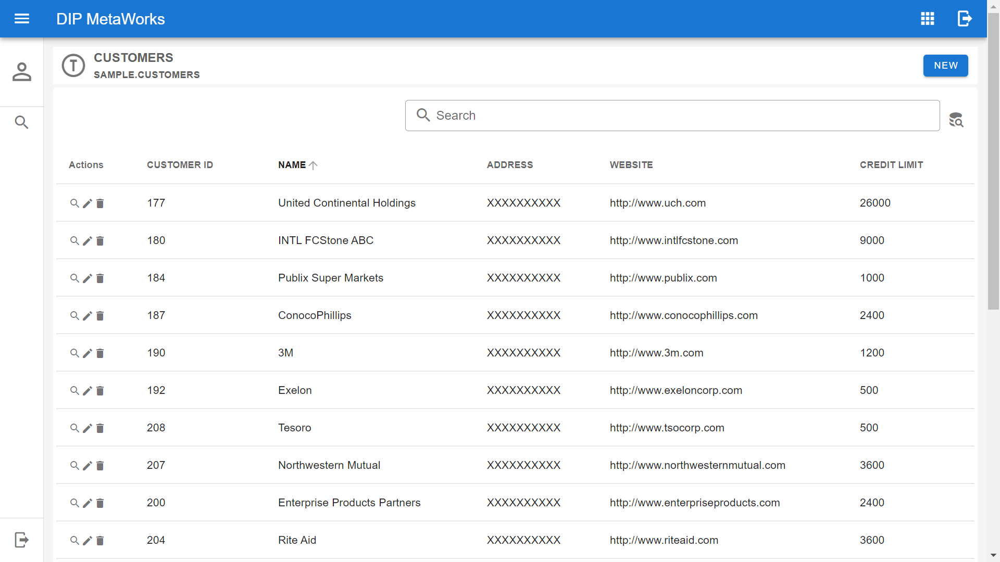 DIP MetaWorks
T
CUSTOMERS
SAMPLE.CUSTOMERS
NEW
Search
Actions CUSTOMER ID NAME ADDRESS WEBSITE CREDIT LIMIT
177 United Continental Holdings XXXXXXXXXX http://www.uch.com 26000
180 INTL FCStone ABC XXXXXXXXXX http://www.intlfcstone.com 9000
184 Publix Super Markets XXXXXXXXXX http://www.publix.com 1000
187 ConocoPhillips XXXXXXXXXX http://www.conocophillips.com 2400
190 3M XXXXXXXXXX http://www.3m.com 1200
192 Exelon XXXXXXXXXX http://www.exeloncorp.com 500
208 Tesoro XXXXXXXXXX http://www.tsocorp.com 500
207 Northwestern Mutual XXXXXXXXXX http://www.northwesternmutual.com 3600
200 Enterprise Products Partners XXXXXXXXXX http://www.enterpriseproducts.com 2400
204 Rite Aid XXXXXXXXXX http://www.riteaid.com 3600